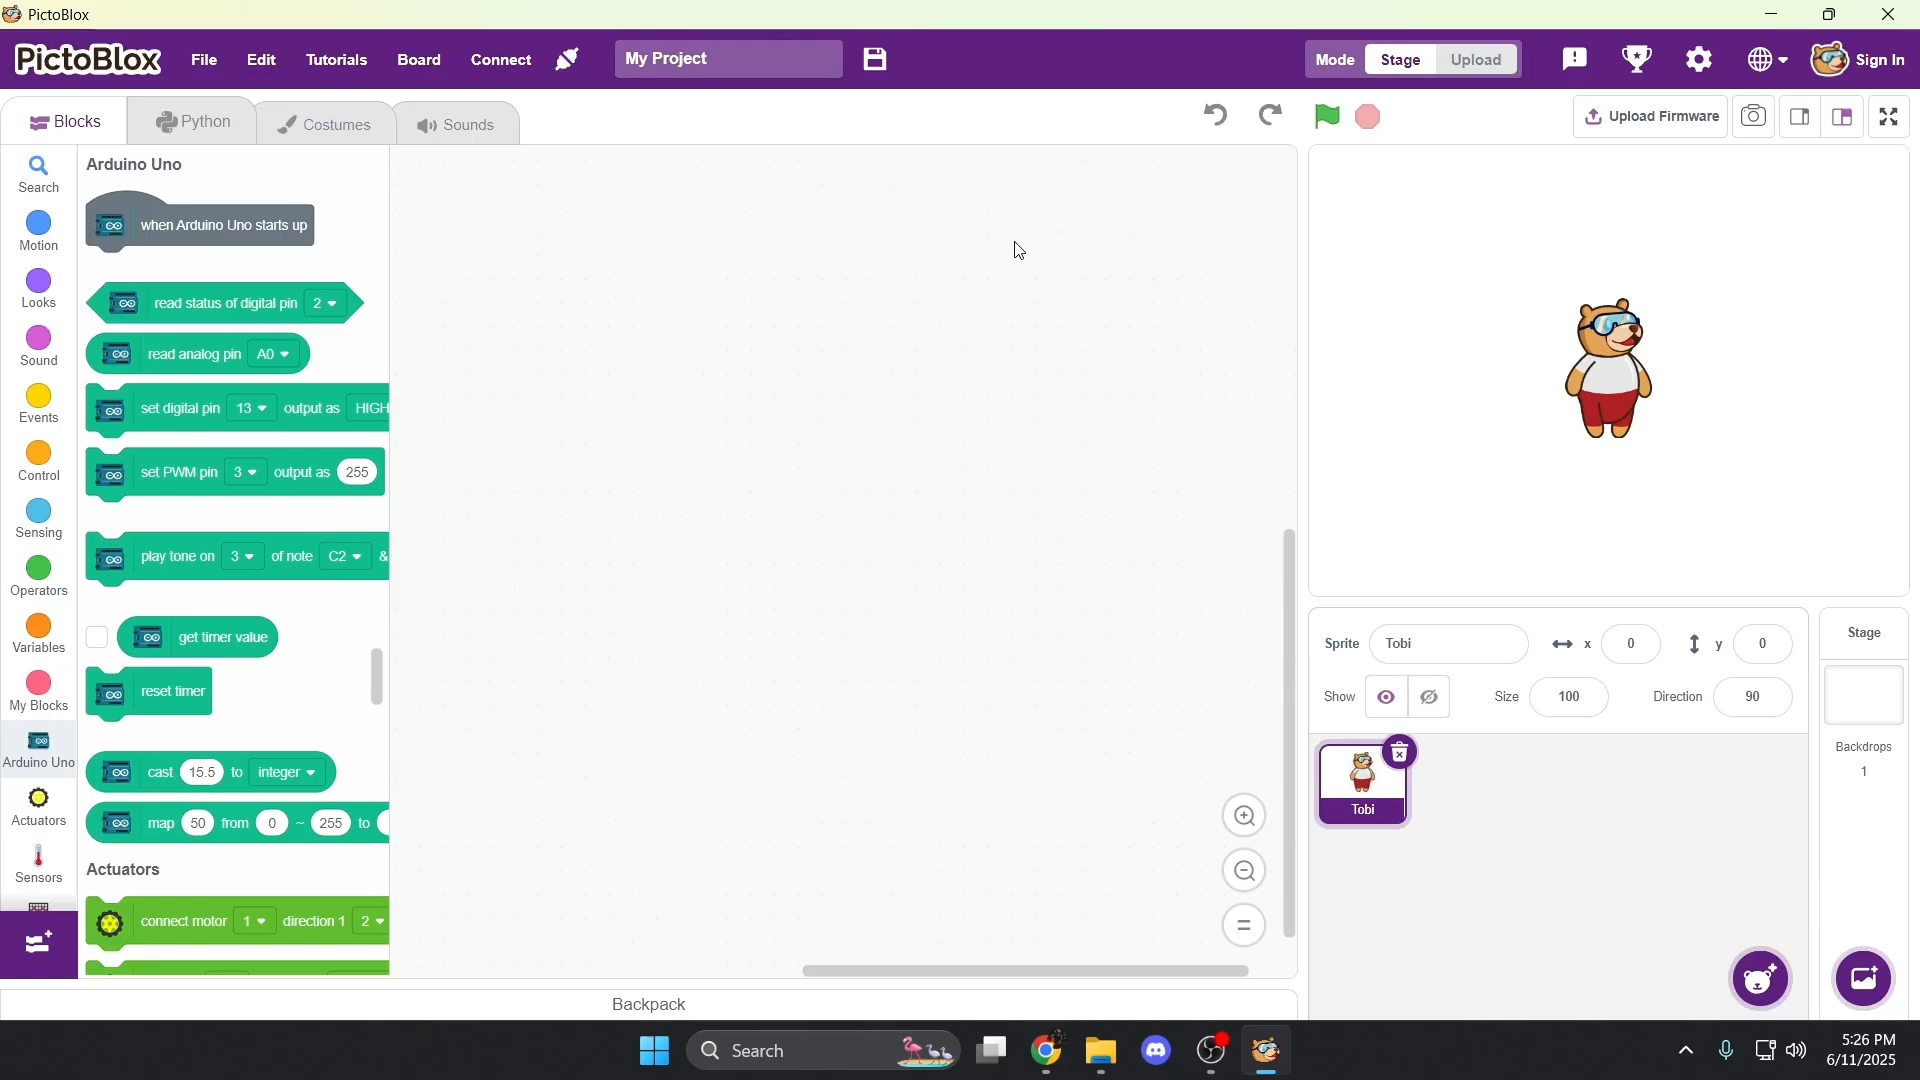 PictoBlox
PictoBlox File Edit Tutorials Board Connect My Project Mode Stage Upload Sign In
Blocks Python Costumes Sounds Upload Firmware
Search
Motion
Looks
Sound
Events
Control
Sensing
Operators
Variables
My Blocks
Arduino Uno
Actuators
Sensors
Arduino Uno
when Arduino Uno starts up
read status of digital pin 2
read analog pin A0
set digital pin 13 output as HIGH
set PWM pin 3 output as 255
play tone on 3 of note C2 &
get timer value
reset timer
cast 15.5 to integer
map 50 from 0 ~ 255 to
Actuators
connect motor 1 direction 1 2
Backpack
Sprite Tobi x 0 y 0
Show Size 100 Direction 90
Tobi
Stage
Backdrops
1
Search
5:26 PM
6/11/2025